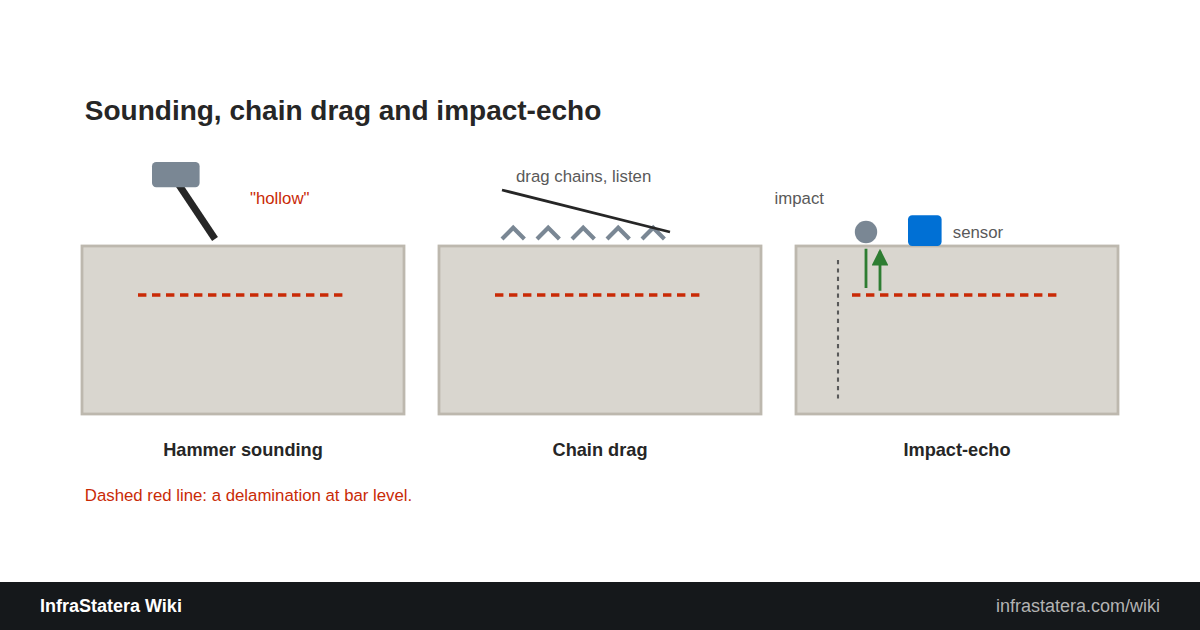 Sounding, chain drag and impact-echo
"hollow"
drag chains, listen
impact
sensor
Hammer sounding
Chain drag
Impact-echo
Dashed red line: a delamination at bar level.
InfraStatera Wiki
infrastatera.com/wiki